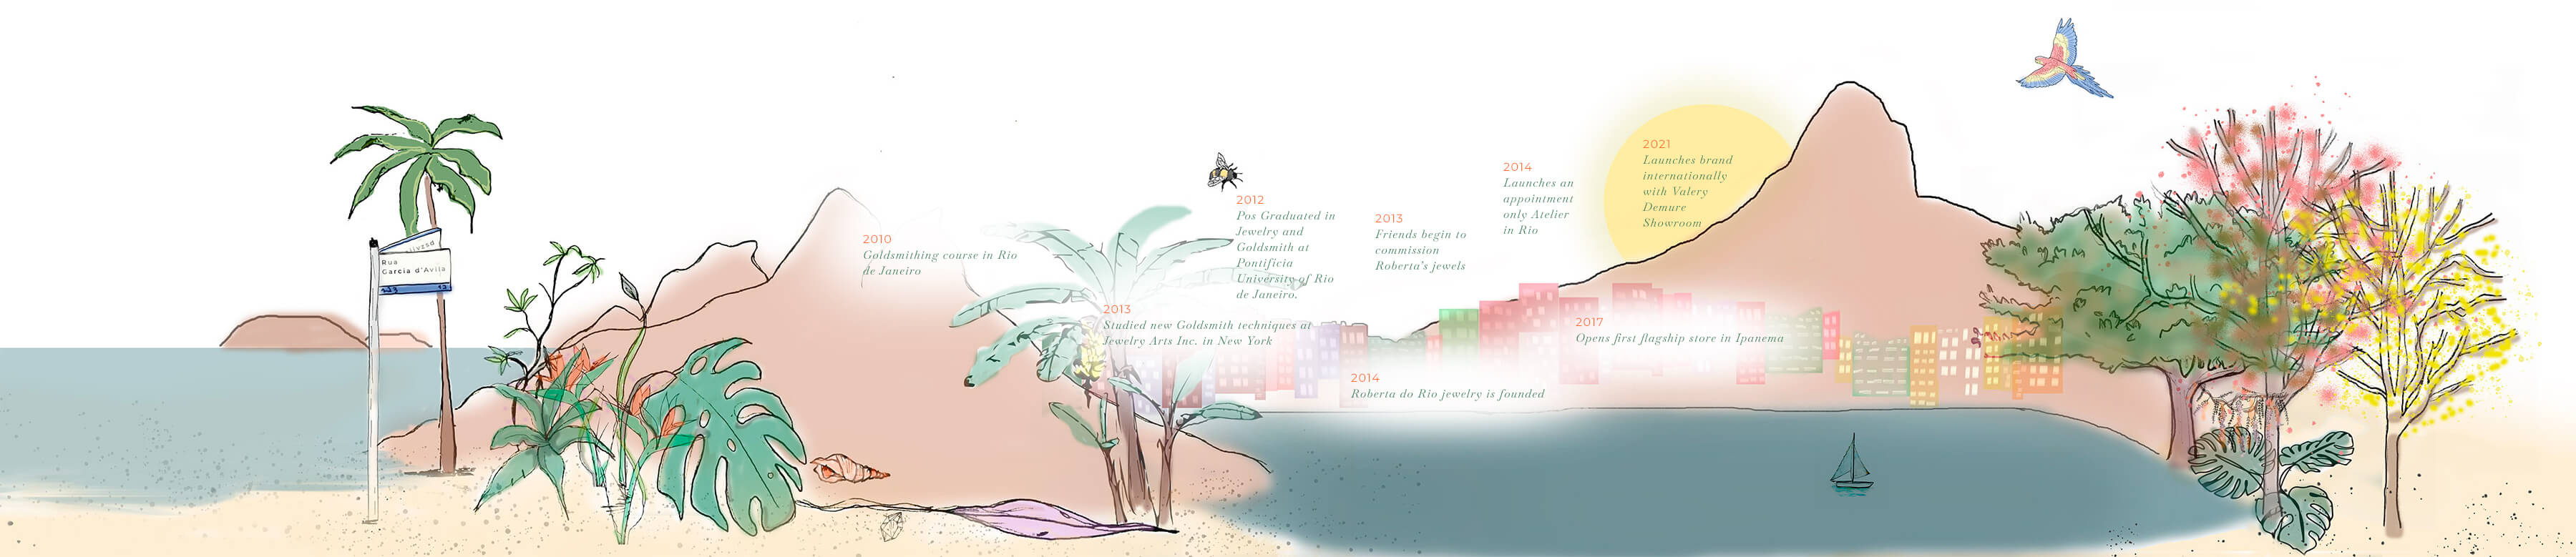 Rua
Garcia d'Avila
2010
Goldsmithing course in Rio
de Janeiro
2013
Studied new Goldsmith techniques at
Jewelry Arts Inc. in New York
2012
Pos Graduated in
Jewelry and
Goldsmith at
Pontifícia
University of Rio
de Janeiro.
2013
Friends begin to
commission
Roberta's jewels
2014
Roberta do Rio jewelry is founded
2014
Launches an
appointment
only Atelier
in Rio
2017
Opens first flagship store in Ipanema
2021
Launches brand
internationally
with Valery
Demure
Showroom